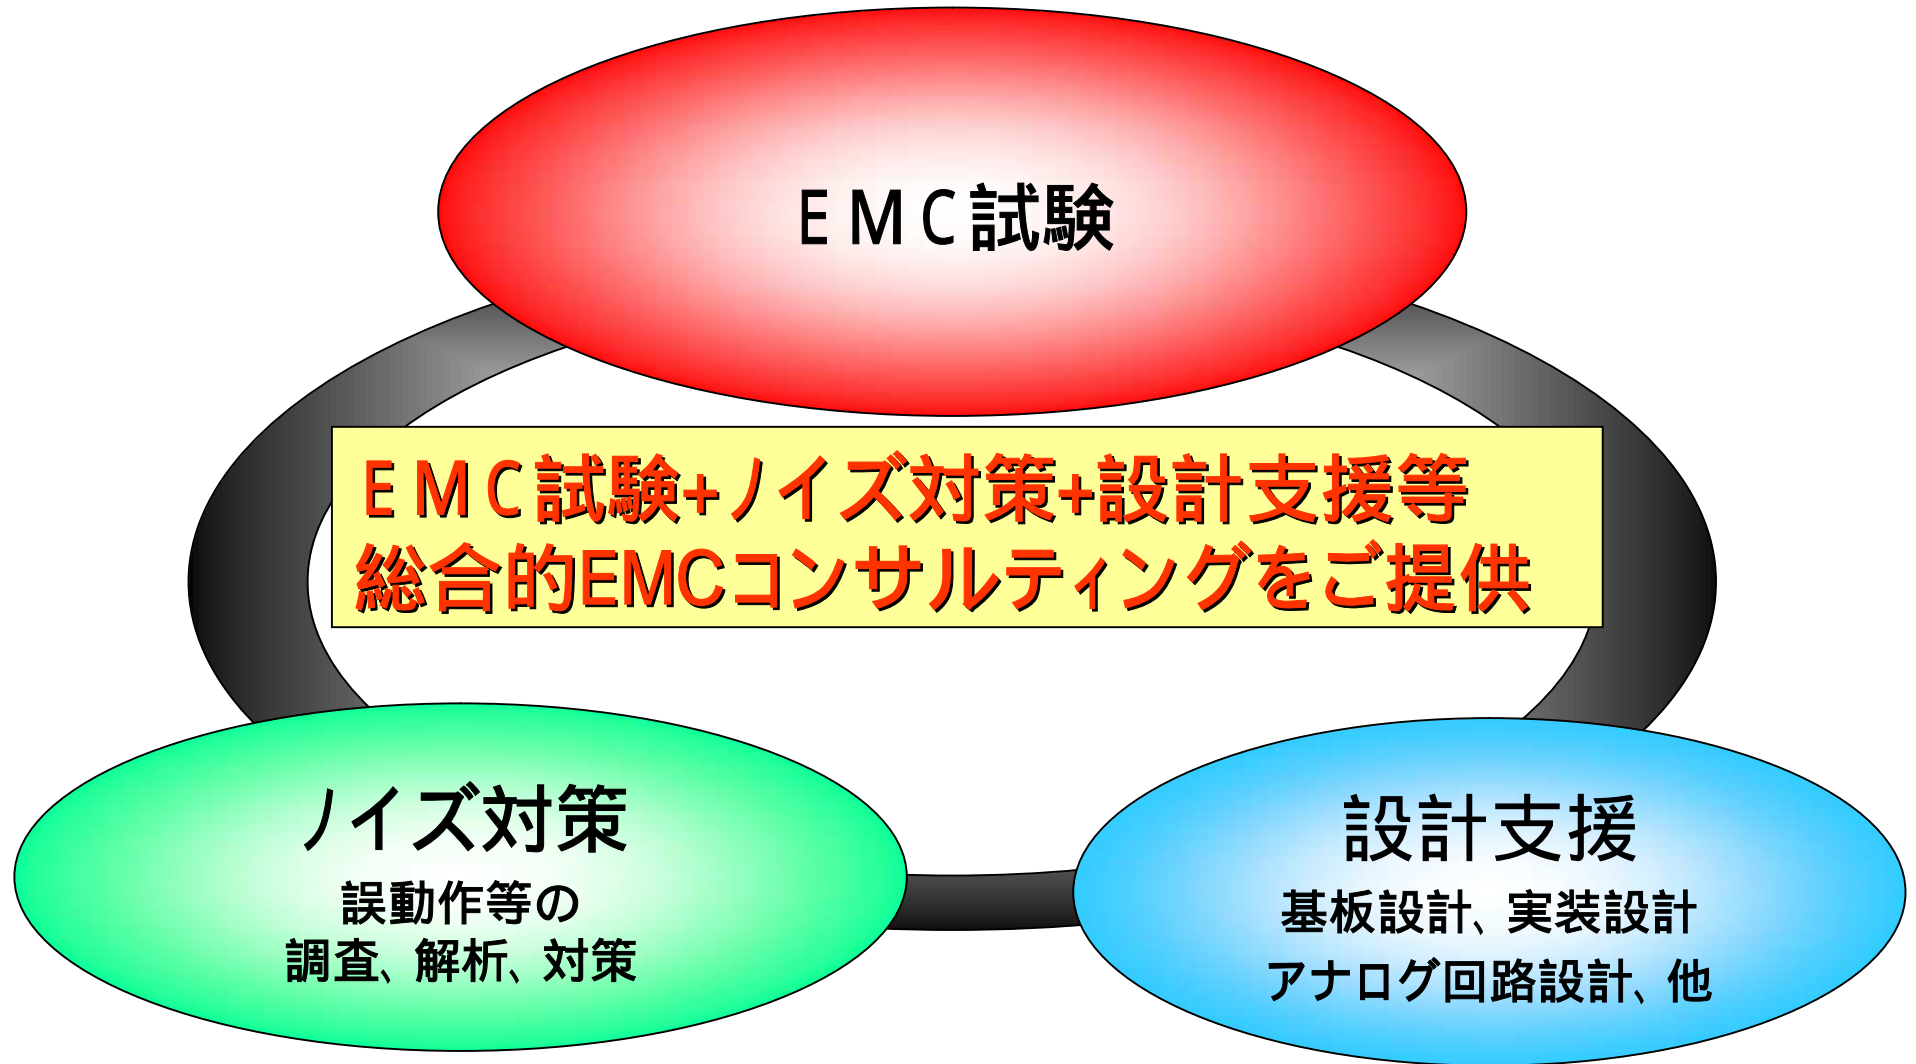 ＥＭＣ試験
ＥＭＣ試験+ノイズ対策+設計支援等
総合的EMCコンサルティングをご提供
ノイズ対策
誤動作等の
調査、解析、対策
設計支援
基板設計、実装設計
アナログ回路設計、他